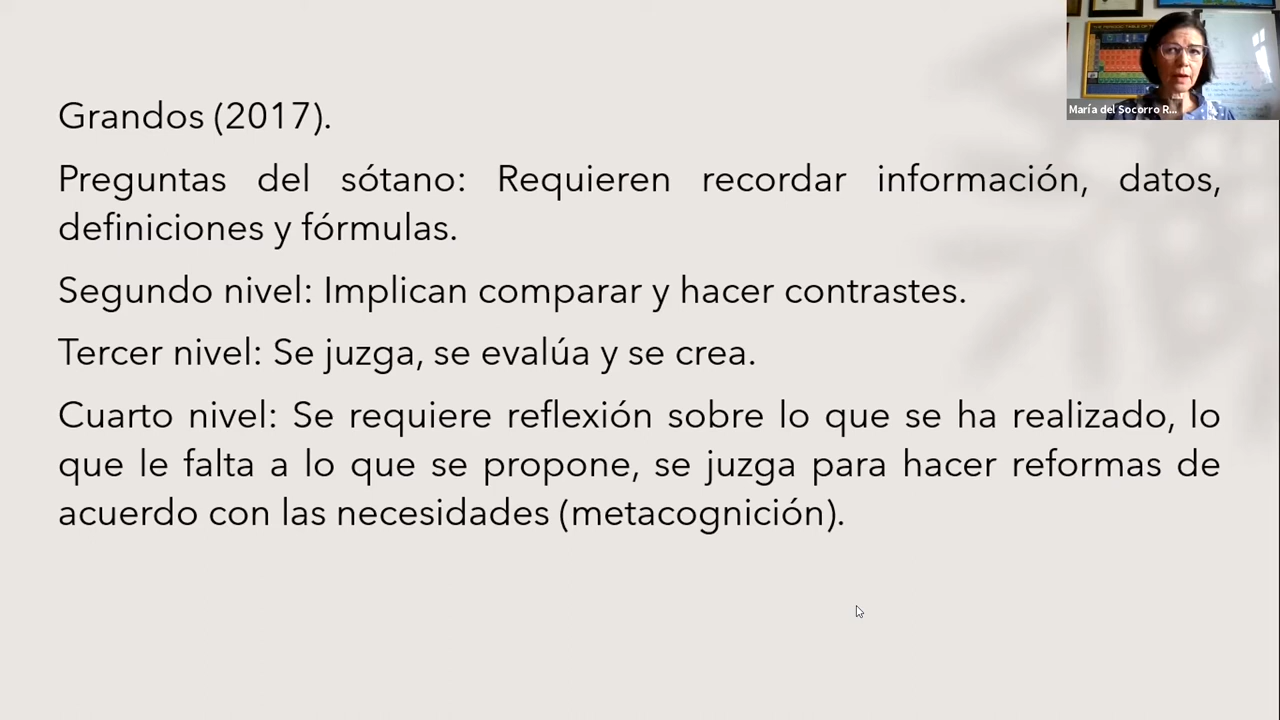 Grandos (2017).
Preguntas del sótano: Requieren recordar información, datos,
definiciones y fórmulas.
Segundo nivel: Implican comparar y hacer contrastes.
Tercer nivel: Se juzga, se evalúa y se crea.
Cuarto nivel: Se requiere reflexión sobre lo que se ha realizado, lo
que le falta a lo que se propone, se juzga para hacer reformas de
acuerdo con las necesidades (metacognición).
María del Socorro R...